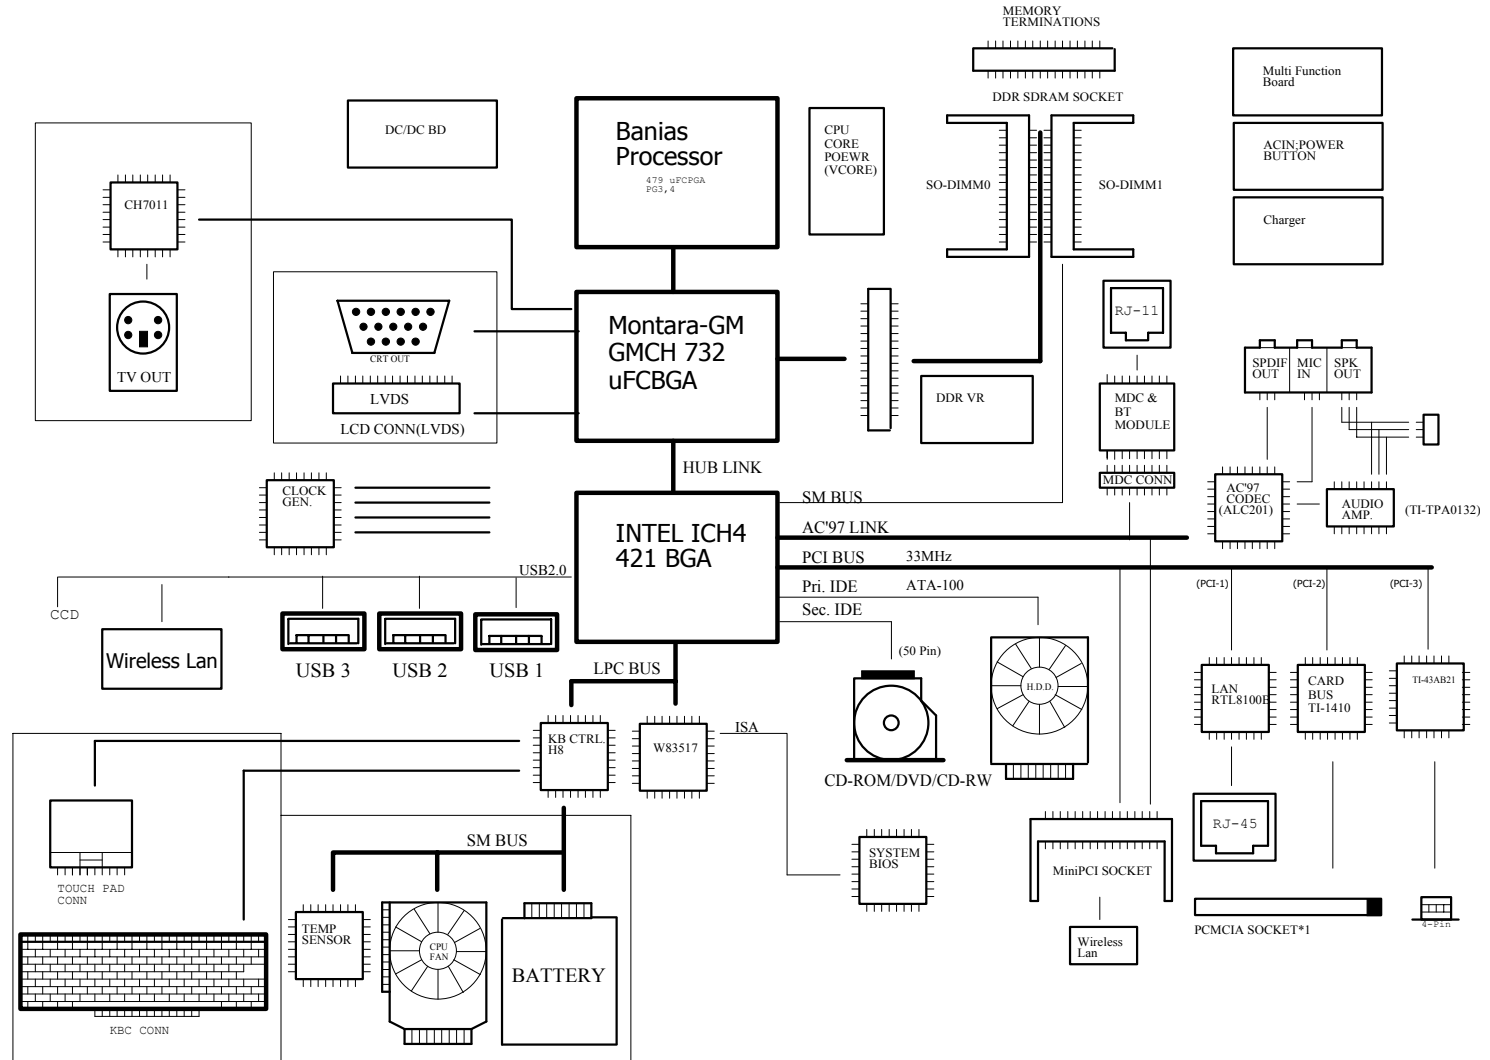 MEMORY
TERMINATIONS
DDR SDRAM SOCKET
Multi Function
Board
DC/DC BD
Banias
Processor
479 uFCPGA
PG3,4
CPU
CORE
POEWR
(VCORE)
ACIN;POWER
BUTTON
SO-DIMM0
SO-DIMM1
CH7011
Charger
TV OUT
CRT OUT
LVDS
LCD CONN(LVDS)
Montara-GM
GMCH 732
uFCBGA
DDR VR
RJ-11
MDC &
BT
MODULE
MDC CONN
SPDIF
OUT
MIC
IN
SPK
OUT
HUB LINK
CLOCK
GEN.
INTEL ICH4
421 BGA
SM BUS
AC'97 LINK
PCI BUS
33MHz
Pri. IDE
ATA-100
Sec. IDE
AC'97
CODEC
(ALC201)
AUDIO
AMP.
(TI-TPA0132)
USB2.0
CCD
Wireless Lan
USB 3
USB 2
USB 1
LPC BUS
(50 Pin)
H.D.D.
(PCI-1)
(PCI-2)
(PCI-3)
LAN
RTL8100B
CARD
BUS
TI-1410
TI-43AB21
KB CTRL.
H8
W83517
ISA
CD-ROM/DVD/CD-RW
RJ-45
TOUCH PAD
CONN
SM BUS
SYSTEM
BIOS
MiniPCI SOCKET
TEMP
SENSOR
CPU
FAN
BATTERY
Wireless
Lan
PCMCIA SOCKET*1
4-Pin
KBC CONN